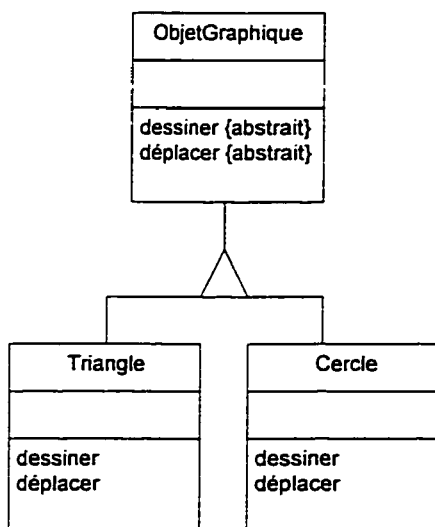 ObjetGraphique
dessiner {abstrait}
déplacer {abstrait}
Triangle
dessiner
déplacer
Cercle
dessiner
déplacer